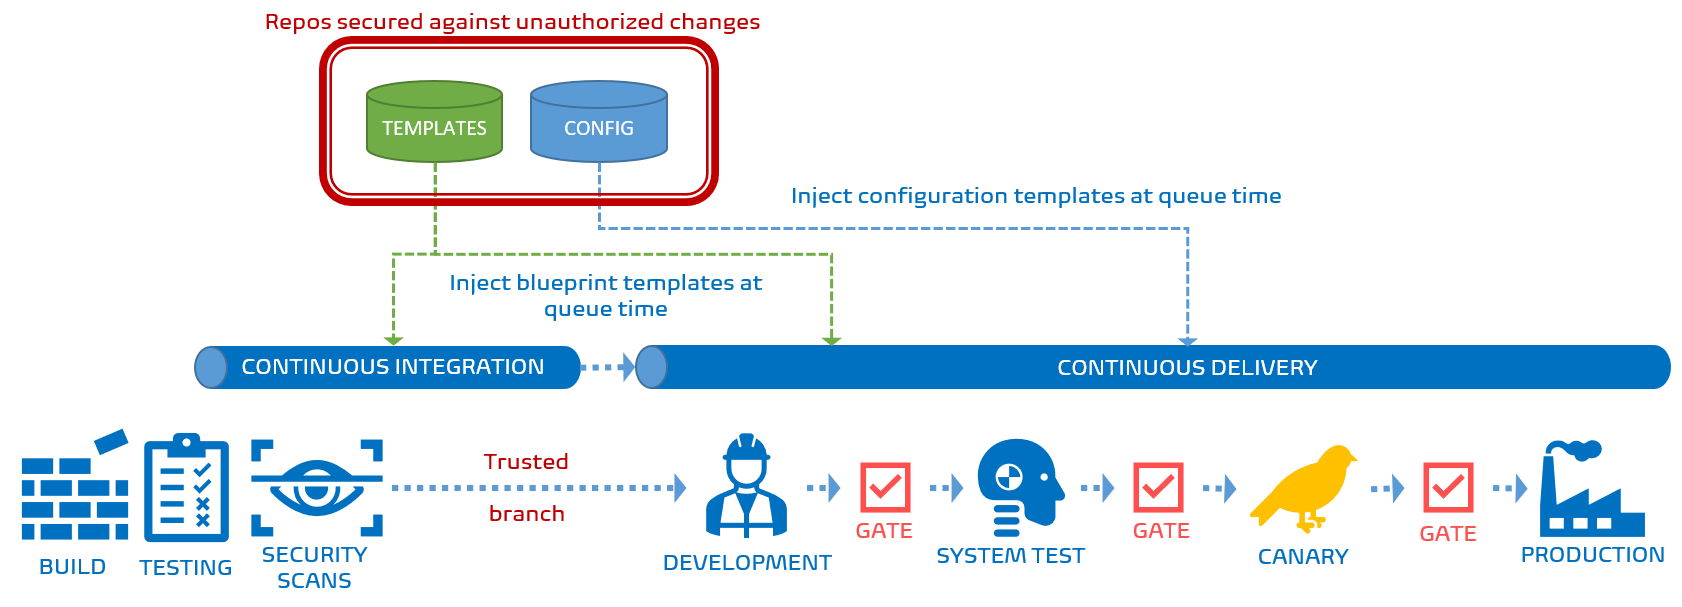 Repos secured against unauthorized changes
TEMPLATES
CONFIG
Inject configuration templates at queue time
Inject blueprint templates at
queue time
CONTINUOUS INTEGRATION
CONTINUOUS DELIVERY
Trusted
branch
BUILD
TESTING
SECURITY
SCANS
DEVELOPMENT
GATE
SYSTEM TEST
GATE
CANARY
GATE
PRODUCTION